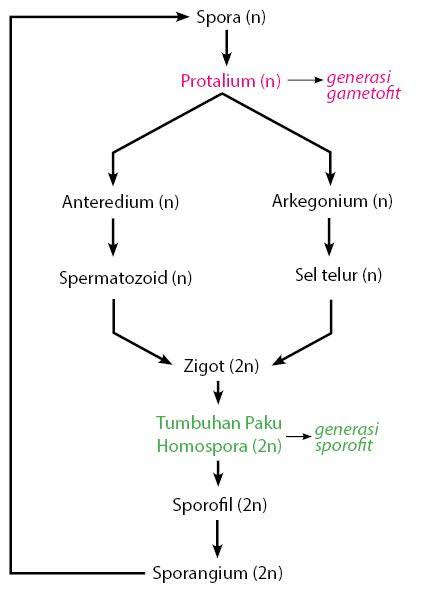 Spora (n)
Protalium (n)
generasi
gametofit
Anteredium (n)
Arkegonium (n)
Spermatozoid (n)
Sel telur (n)
Zigot (2n)
Tumbuhan Paku
Homospora (2n)
generasi
sporofit
Sporofil (2n)
Sporangium (2n)